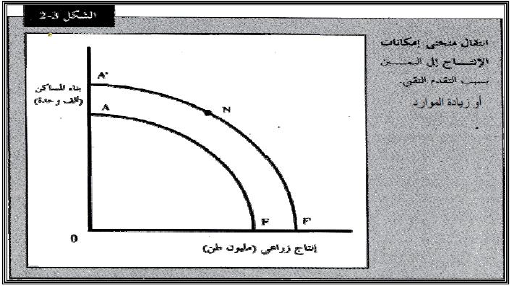 الشكل 3-2
انتقال منحنى إمكانات
الإنتاج إلى اليمين
بسبب التقدم التقني.
أو زيادة الموارد
بناء المساكن
(ألف وحدة)
A'
A
N
F
F'
0
إنتاج زراعي (مليون طن)